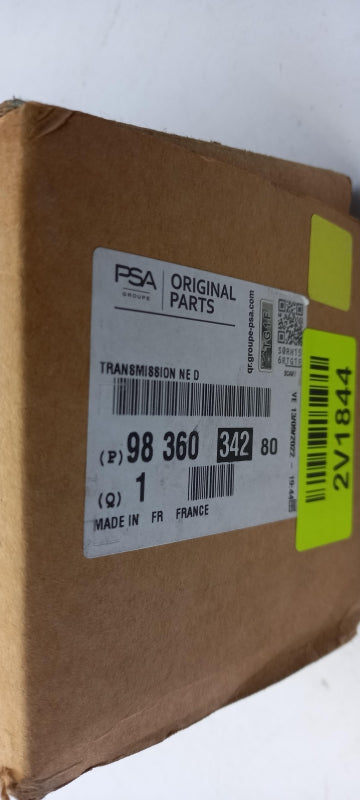 PSA
GROUPE
ORIGINAL
PARTS
qr.groupe-psa.com
TRANSMISSION NE D
SCAN!
(P) 98 360 342 80
(Q) 1
MADE IN FR FRANCE
2V1844